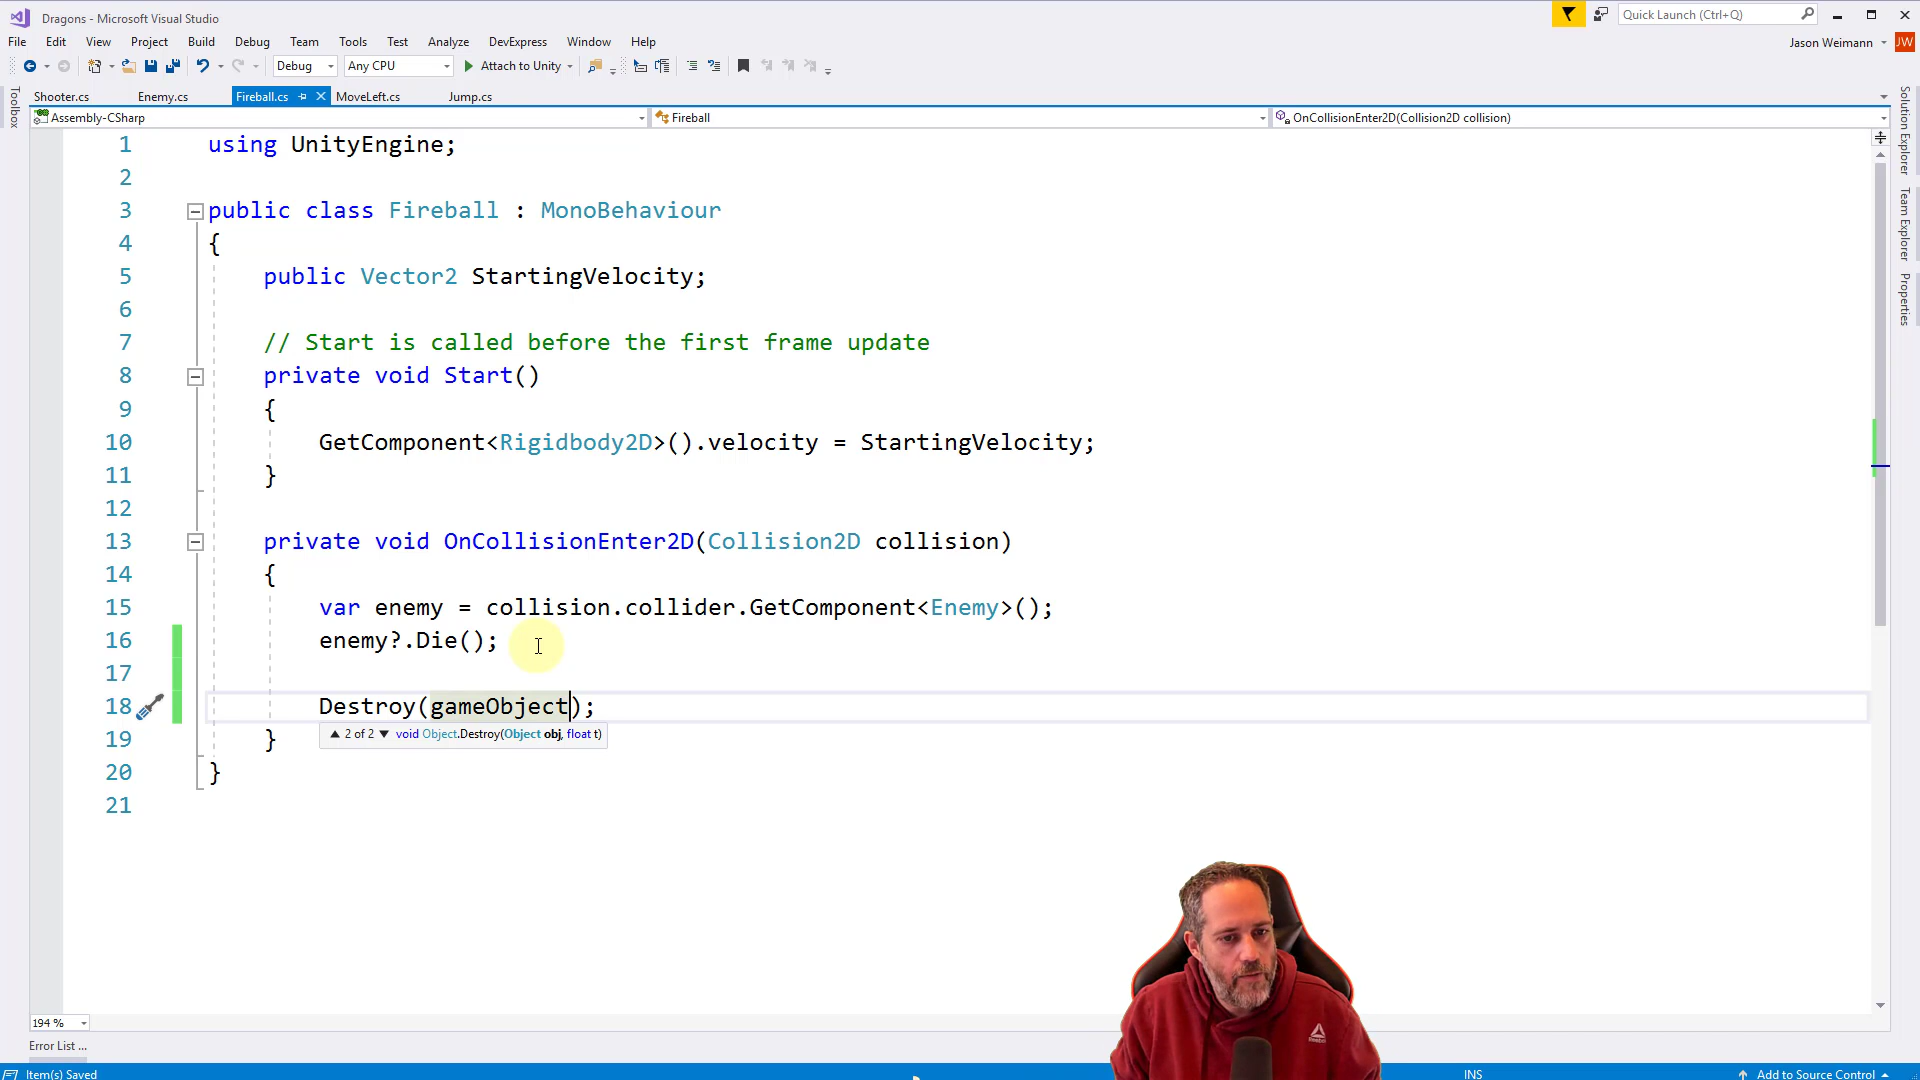 Dragons - Microsoft Visual Studio
Quick Launch (Ctrl+Q)
File Edit View Project Build Debug Team Tools Test Analyze DevExpress Window Help
Jason Weimann JW
Debug Any CPU Attach to Unity
Toolbox
Shooter.cs Enemy.cs Fireball.cs MoveLeft.cs Jump.cs
Assembly-CSharp Fireball OnCollisionEnter2D(Collision2D collision)
Solution Explorer
Team Explorer
Properties
1 using UnityEngine;
2
3 public class Fireball : MonoBehaviour
4 {
5 public Vector2 StartingVelocity;
6
7 // Start is called before the first frame update
8 private void Start()
9 {
10 GetComponent<Rigidbody2D>().velocity = StartingVelocity;
11 }
12
13 private void OnCollisionEnter2D(Collision2D collision)
14 {
15 var enemy = collision.collider.GetComponent<Enemy>();
16 enemy?.Die();
17
18 Destroy(gameObject);
▲ 2 of 2 ▼ void Object.Destroy(Object obj, float t)
19 }
20 }
21
Reebok
194 %
Error List ...
Item(s) Saved INS Add to Source Control